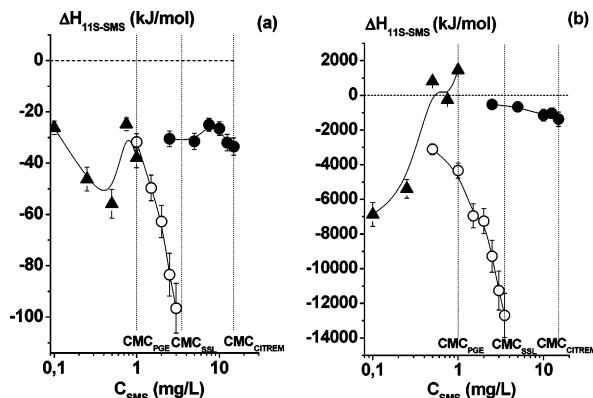 ΔH11S-SMS (kJ/mol) (a)
0
-20
-40
-60
-80
-100
CMCPGE CMCSSL CMCCITREM
0,1 1 10
CSMS (mg/L)
ΔH11S-SMS (kJ/mol) (b)
2000
0
-2000
-4000
-6000
-8000
-10000
-12000
-14000
CMCPGE CMCSSL CMCCITREM
0,1 1 10
CSMS (mg/L)